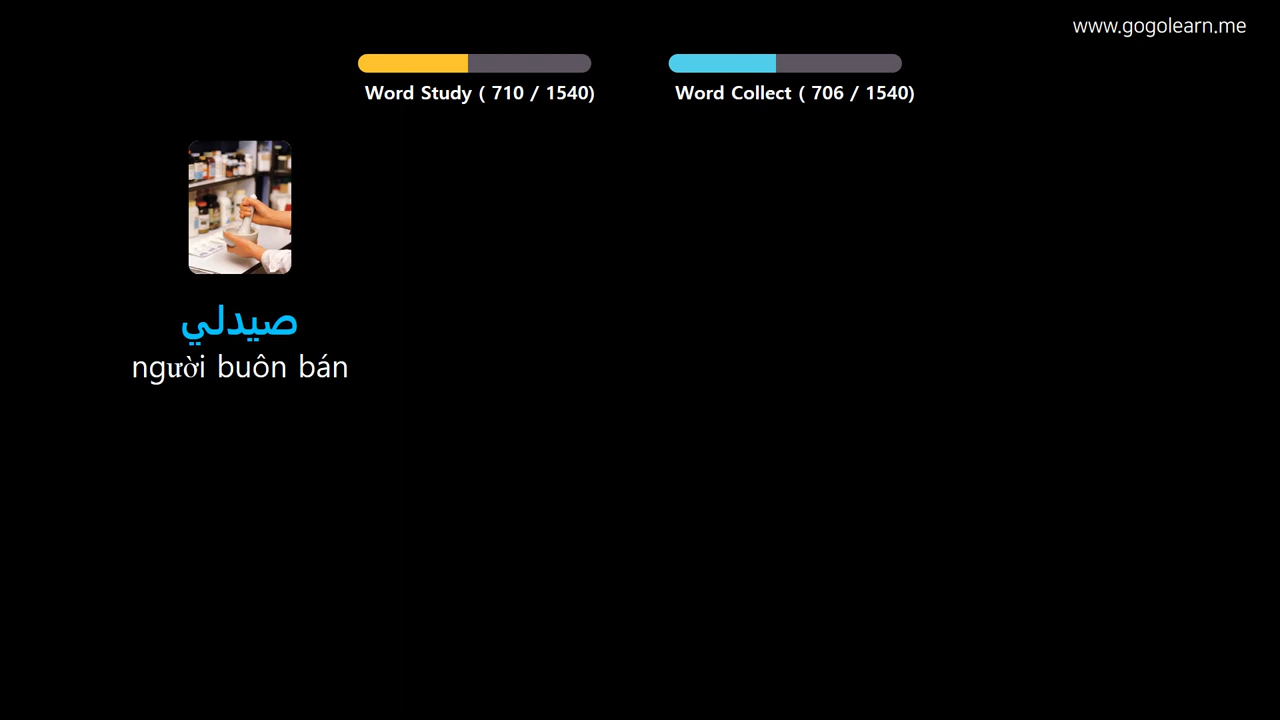 www.gogolearn.me
Word Study ( 710 / 1540)
Word Collect ( 706 / 1540)
صيدلي
người buôn bán